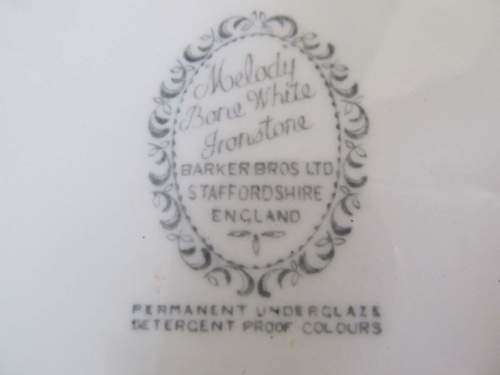 Melody
Bone White
Ironstone
BARKER BROS LTD
STAFFORDSHIRE
ENGLAND
PERMANENT UNDERGLAZE
DETERGENT PROOF COLOURS